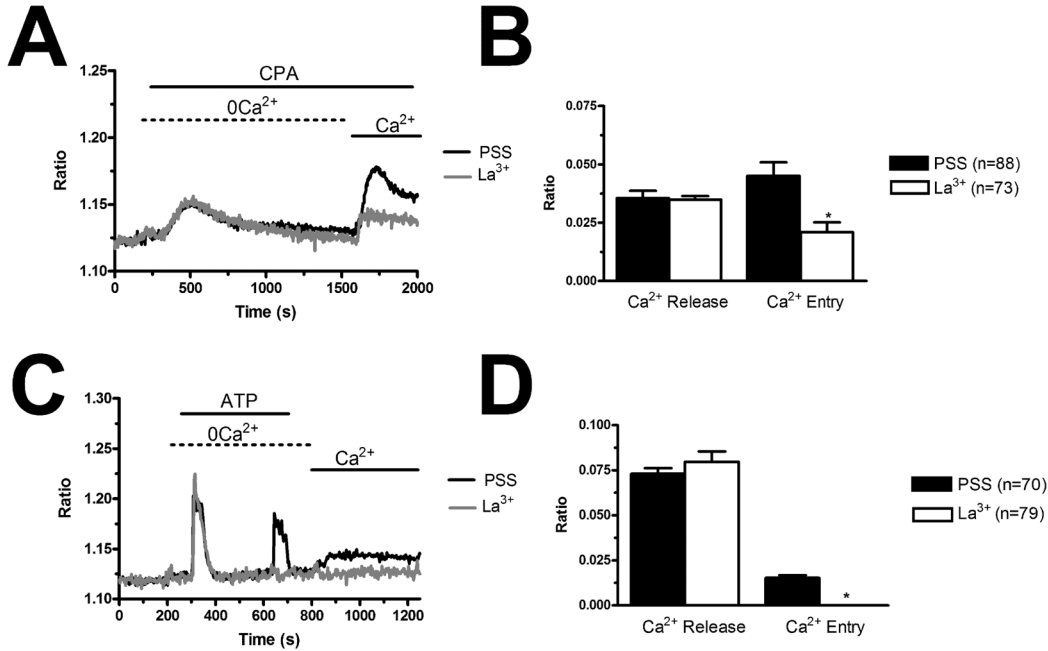 A
1.25
1.20
1.15
1.10
Ratio
CPA
0Ca²⁺
Ca²⁺
PSS
La³⁺
0
500
1000
1500
2000
Time (s)
B
0.075
0.050
0.025
0.000
Ratio
*
PSS (n=88)
La³⁺ (n=73)
Ca²⁺ Release
Ca²⁺ Entry
C
1.30
1.25
1.20
1.15
1.10
Ratio
ATP
0Ca²⁺
Ca²⁺
PSS
La³⁺
0
200
400
600
800
1000
1200
Time (s)
D
0.100
0.075
0.050
0.025
0.000
Ratio
*
PSS (n=70)
La³⁺ (n=79)
Ca²⁺ Release
Ca²⁺ Entry